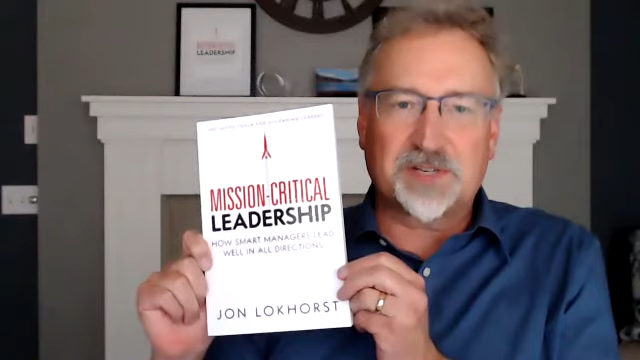 LEADERSHIP
MISSION-CRITICAL
LEADERSHIP
HOW SMART MANAGERS LEAD
WELL IN ALL DIRECTIONS
JON LOKHORST